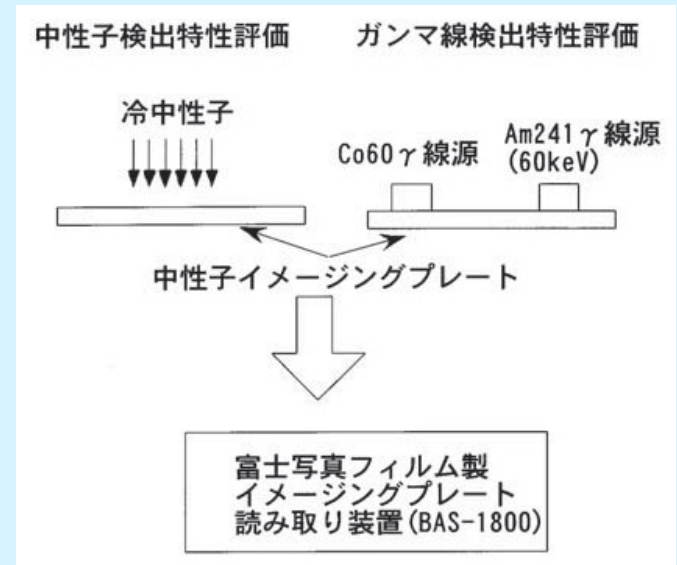 中性子検出特性評価
ガンマ線検出特性評価
冷中性子
Co60γ線源
Am241γ線源
(60keV)
中性子イメージングプレート
富士写真フィルム製
イメージングプレート
読み取り装置(BAS-1800)